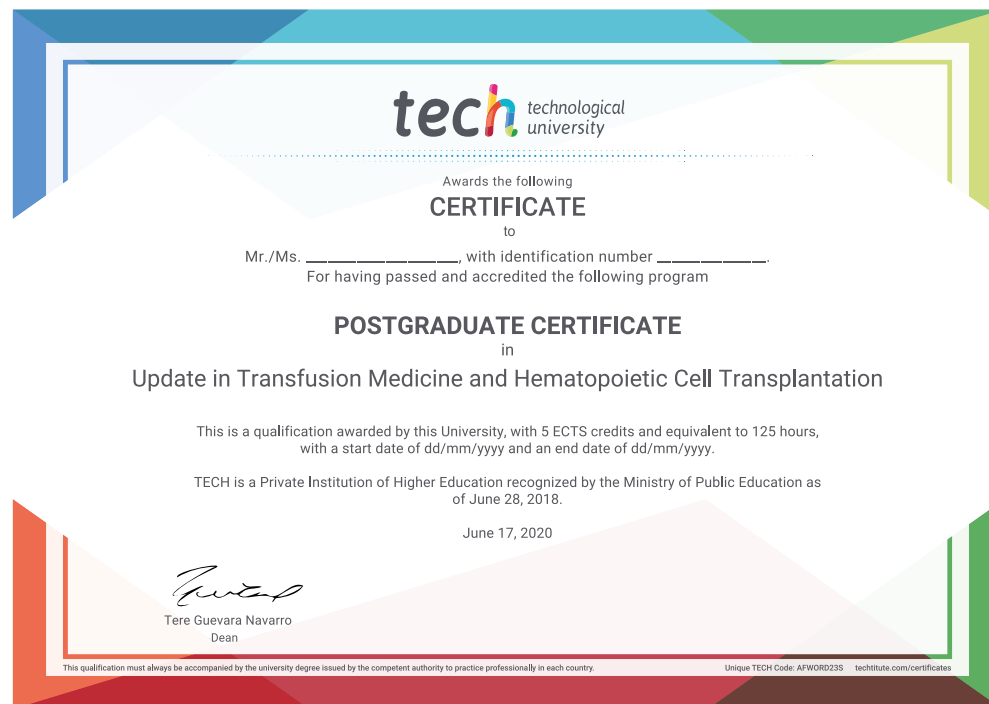 tech technological
university
Awards the following
CERTIFICATE
to
Mr./Ms. _________________, with identification number _____________.
For having passed and accredited the following program
POSTGRADUATE CERTIFICATE
in
Update in Transfusion Medicine and Hematopoietic Cell Transplantation
This is a qualification awarded by this University, with 5 ECTS credits and equivalent to 125 hours,
with a start date of dd/mm/yyyy and an end date of dd/mm/yyyy.
TECH is a Private Institution of Higher Education recognized by the Ministry of Public Education as
of June 28, 2018.
June 17, 2020
Tere Guevara Navarro
Dean
This qualification must always be accompanied by the university degree issued by the competent authority to practice professionally in each country.
Unique TECH Code: AFWORD23S techtitute.com/certificates